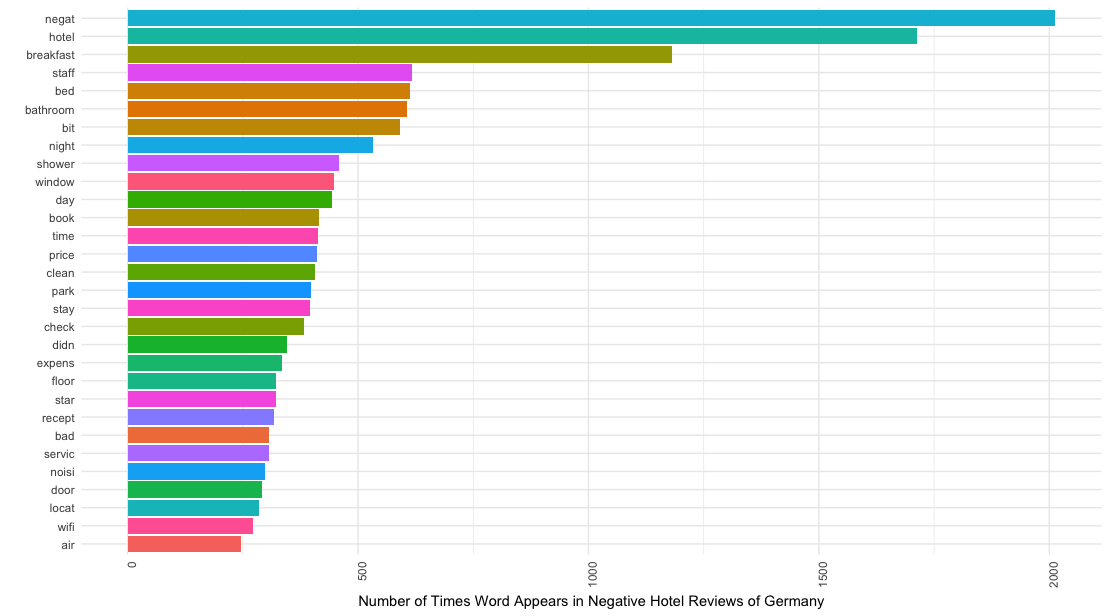 negat
hotel
breakfast
staff
bed
bathroom
bit
night
shower
window
day
book
time
price
clean
park
stay
check
didn
expens
floor
star
recept
bad
servic
noisi
door
locat
wifi
air
0
500
1000
1500
2000
Number of Times Word Appears in Negative Hotel Reviews of Germany